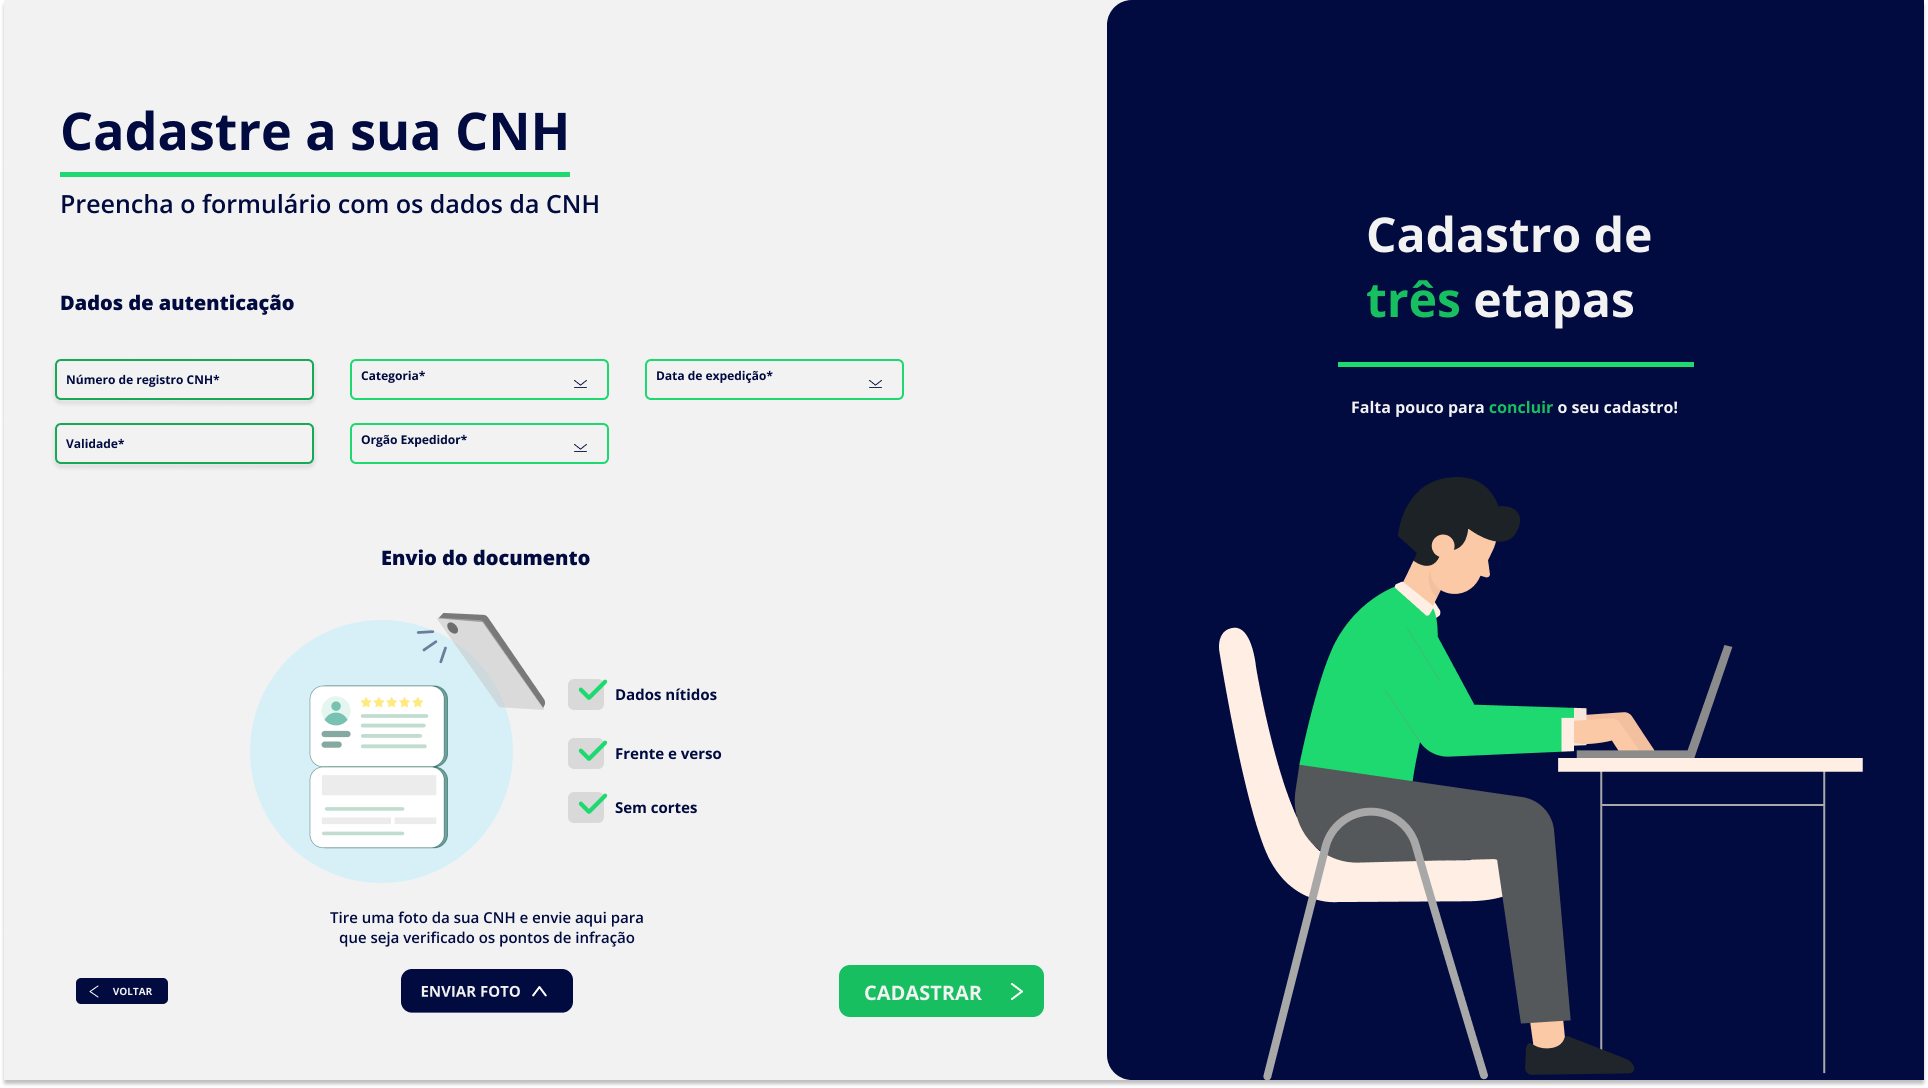 Cadastre a sua CNH
Preencha o formulário com os dados da CNH
Dados de autenticação
Número de registro CNH*
Categoria*
Data de expedição*
Validade*
Orgão Expedidor*
Envio do documento
Dados nítidos
Frente e verso
Sem cortes
Tire uma foto da sua CNH e envie aqui para
que seja verificado os pontos de infração
VOLTAR
ENVIAR FOTO
CADASTRAR
Cadastro de
três etapas
Falta pouco para concluir o seu cadastro!